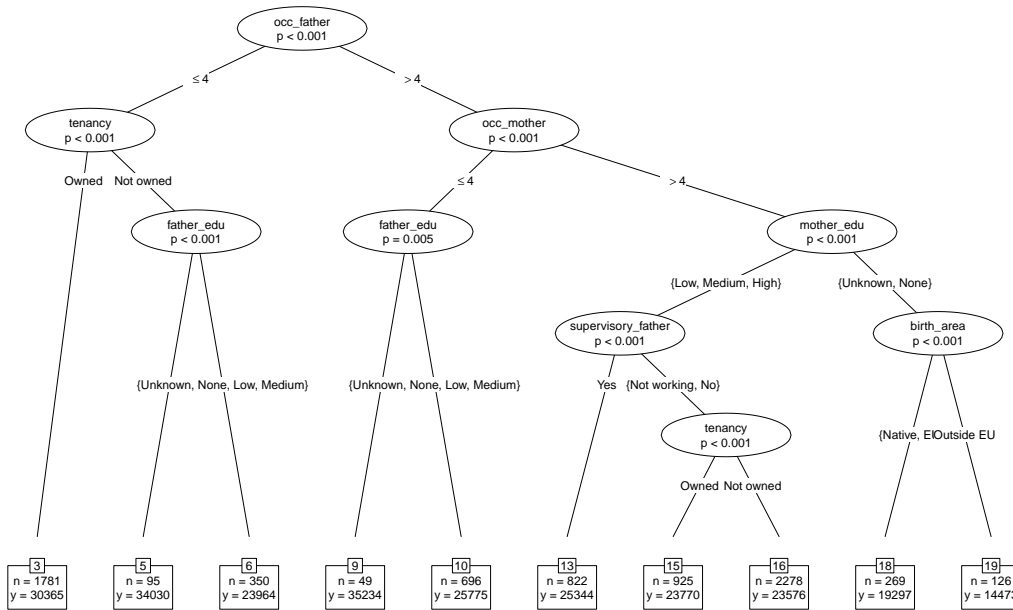 occ_father
p < 0.001
≤ 4
> 4
tenancy
p < 0.001
occ_mother
p < 0.001
Owned
Not owned
≤ 4
> 4
father_edu
p < 0.001
father_edu
p = 0.005
mother_edu
p < 0.001
{Low, Medium, High}
{Unknown, None}
supervisory_father
p < 0.001
birth_area
p < 0.001
{Unknown, None, Low, Medium}
{Unknown, None, Low, Medium}
Yes
{Not working, No}
tenancy
p < 0.001
{Native,
Outside EU
Owned
Not owned
3
n = 1781
y = 30365
5
n = 95
y = 34030
6
n = 350
y = 23964
9
n = 49
y = 35234
10
n = 696
y = 25775
13
n = 822
y = 25344
15
n = 925
y = 23770
16
n = 2278
y = 23576
18
n = 269
y = 19297
19
n = 126
y = 14473